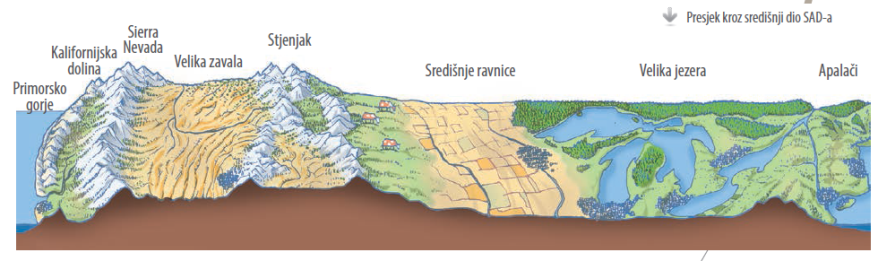 Presjek kroz središnji dio SAD-a
Primorsko
gorje
Kalifornijska
dolina
Sierra
Nevada
Velika zavala
Stjenjak
Središnje ravnice
Velika jezera
Apalači